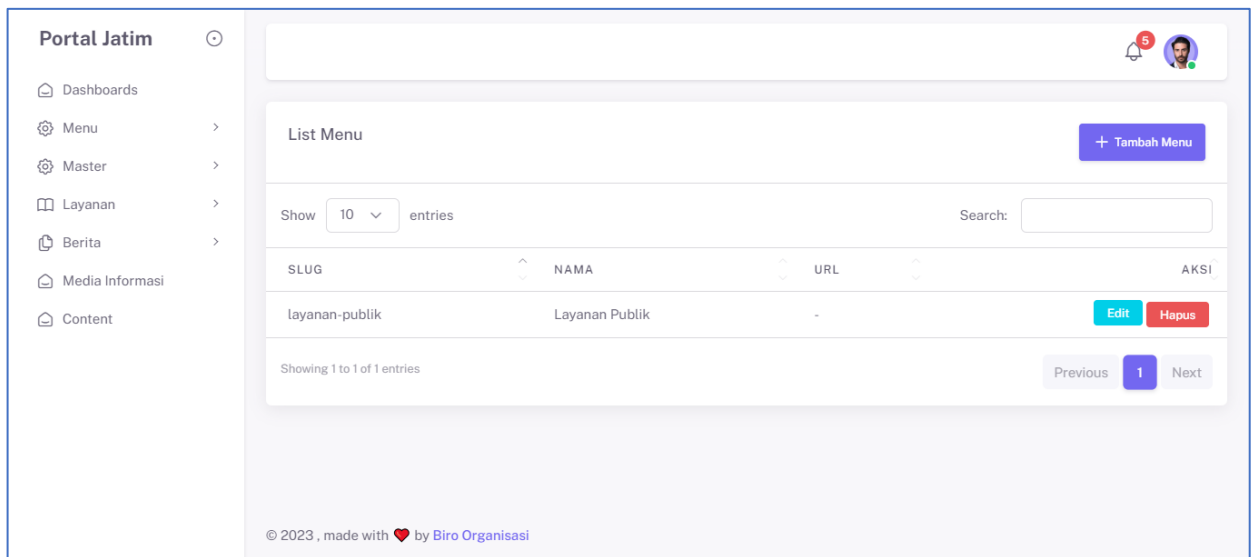 Portal Jatim
5
Dashboards
Menu
Master
Layanan
Berita
Media Informasi
Content
List Menu
+ Tambah Menu
Show 10 entries
Search:
SLUG NAMA URL AKSI
layanan-publik Layanan Publik - Edit Hapus
Showing 1 to 1 of 1 entries
Previous 1 Next
© 2023 , made with ❤️ by Biro Organisasi